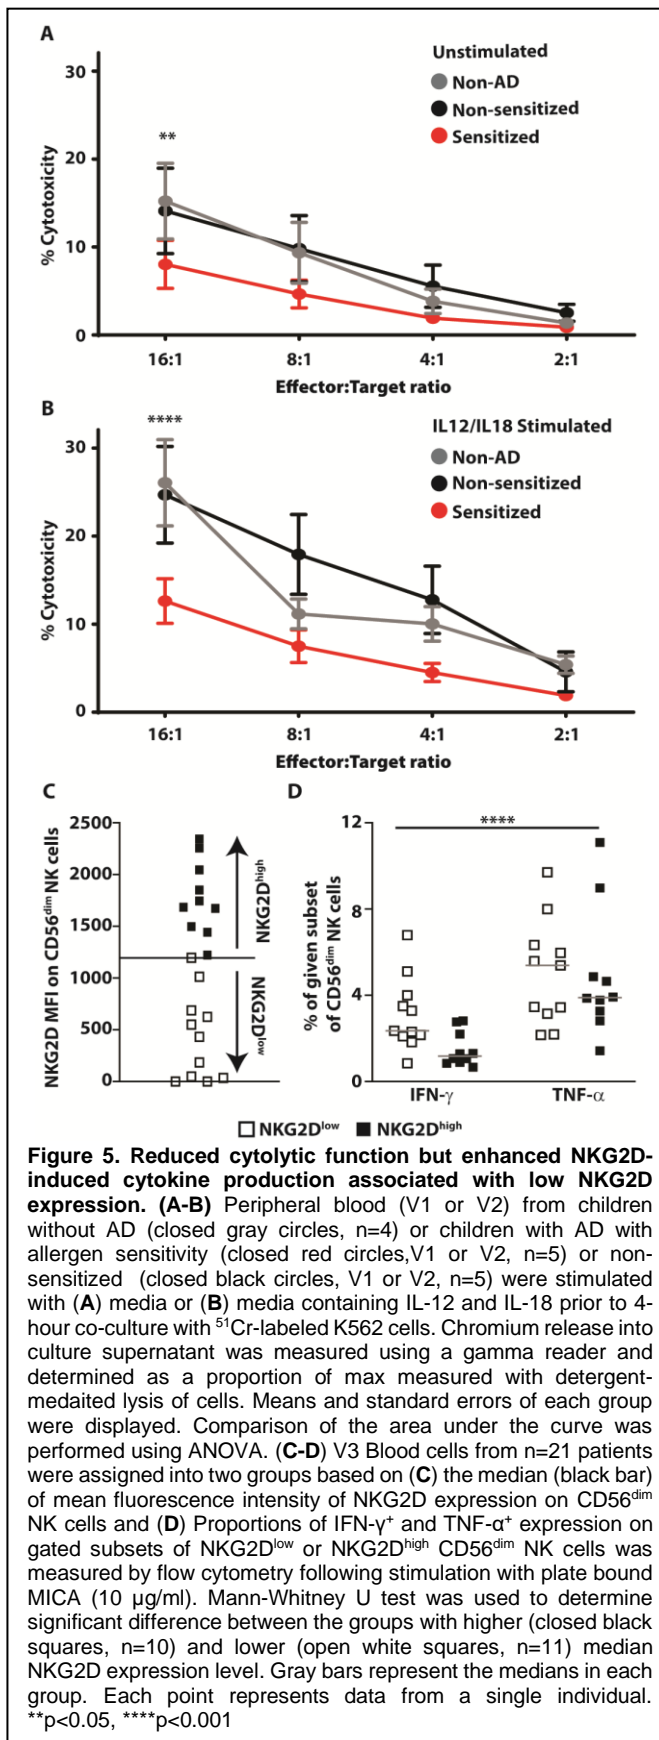 A
Unstimulated
Non-AD
Non-sensitized
Sensitized
**
% Cytotoxicity
30
20
10
0
16:1 8:1 4:1 2:1
Effector:Target ratio
B
IL12/IL18 Stimulated
Non-AD
Non-sensitized
Sensitized
****
% Cytotoxicity
30
20
10
0
16:1 8:1 4:1 2:1
Effector:Target ratio
C
NKG2D MFI on CD56dim NK cells
2500
2000
1500
1000
500
0
NKG2Dhigh
NKG2Dlow
D
% of given subset
of CD56dim NK cells
12
8
4
0
****
IFN-γ TNF-α
NKG2Dlow NKG2Dhigh
Figure 5. Reduced cytolytic function but enhanced NKG2D-
induced cytokine production associated with low NKG2D
expression. (A-B) Peripheral blood (V1 or V2) from children
without AD (closed gray circles, n=4) or children with AD with
allergen sensitivity (closed red circles,V1 or V2, n=5) or non-
sensitized (closed black circles, V1 or V2, n=5) were stimulated
with (A) media or (B) media containing IL-12 and IL-18 prior to 4-
hour co-culture with 51Cr-labeled K562 cells. Chromium release into
culture supernatant was measured using a gamma reader and
determined as a proportion of max measured with detergent-
medaited lysis of cells. Means and standard errors of each group
were displayed. Comparison of the area under the curve was
performed using ANOVA. (C-D) V3 Blood cells from n=21 patients
were assigned into two groups based on (C) the median (black bar)
of mean fluorescence intensity of NKG2D expression on CD56dim
NK cells and (D) Proportions of IFN-γ+ and TNF-α+ expression on
gated subsets of NKG2Dlow or NKG2Dhigh CD56dim NK cells was
measured by flow cytometry following stimulation with plate bound
MICA (10 µg/ml). Mann-Whitney U test was used to determine
significant difference between the groups with higher (closed black
squares, n=10) and lower (open white squares, n=11) median
NKG2D expression level. Gray bars represent the medians in each
group. Each point represents data from a single individual.
**p<0.05, ****p<0.001